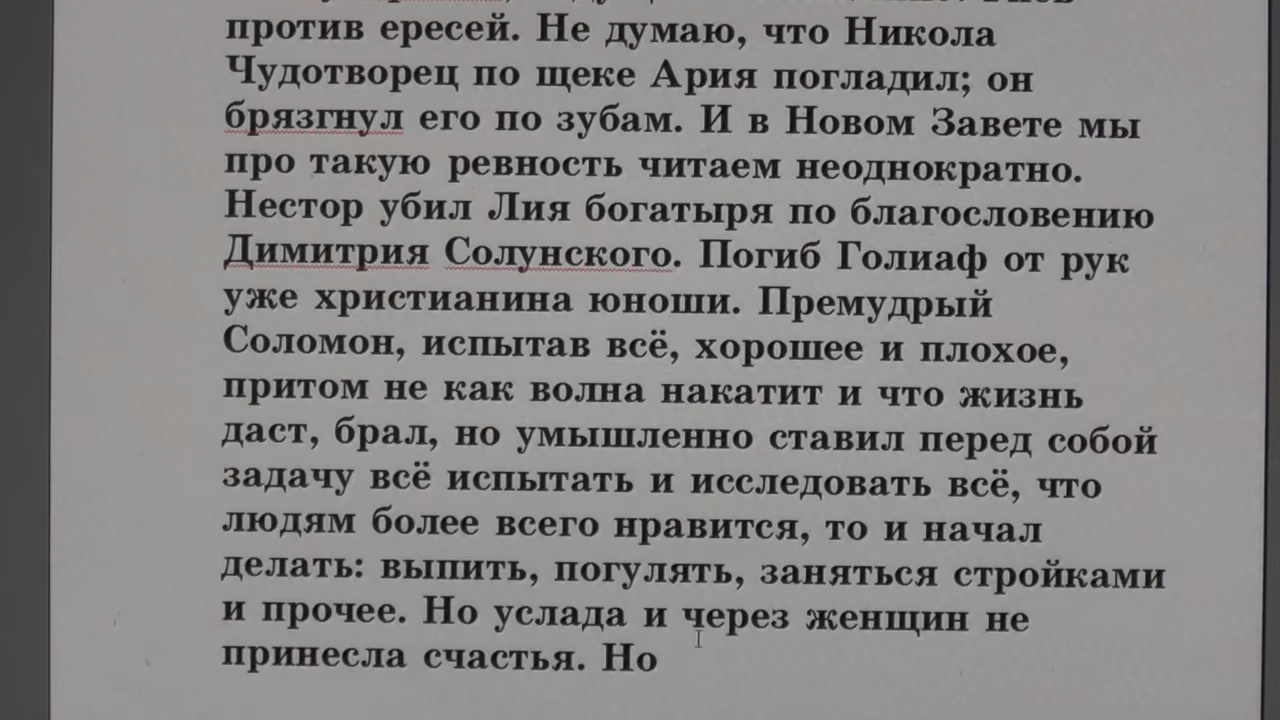 против ересей. Не думаю, что Никола
Чудотворец по щеке Ария погладил; он
брязгнул его по зубам. И в Новом Завете мы
про такую ревность читаем неоднократно.
Нестор убил Лия богатыря по благословению
Димитрия Солунского. Погиб Голиаф от рук
уже христианина юноши. Премудрый
Соломон, испытав всё, хорошее и плохое,
притом не как волна накатит и что жизнь
даст, брал, но умышленно ставил перед собой
задачу всё испытать и исследовать всё, что
людям более всего нравится, то и начал
делать: выпить, погулять, заняться стройками
и прочее. Но услада и через женщин не
принесла счастья. Но